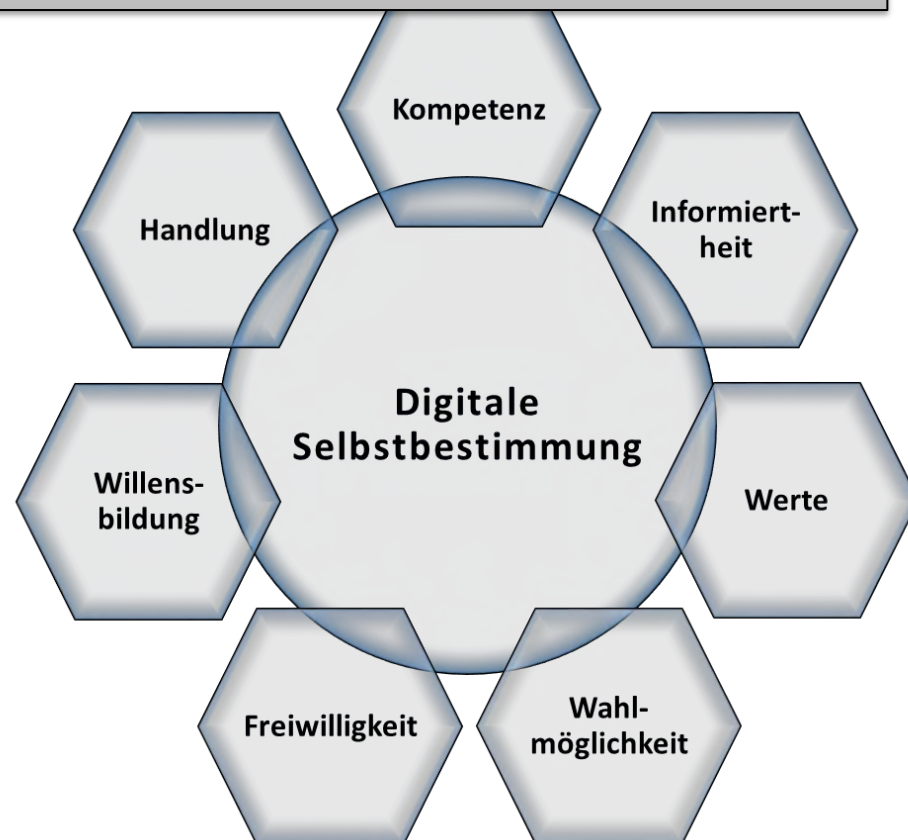 Kompetenz
Handlung
Informiert-
heit
Digitale
Selbstbestimmung
Willens-
bildung
Werte
Freiwilligkeit
Wahl-
möglichkeit